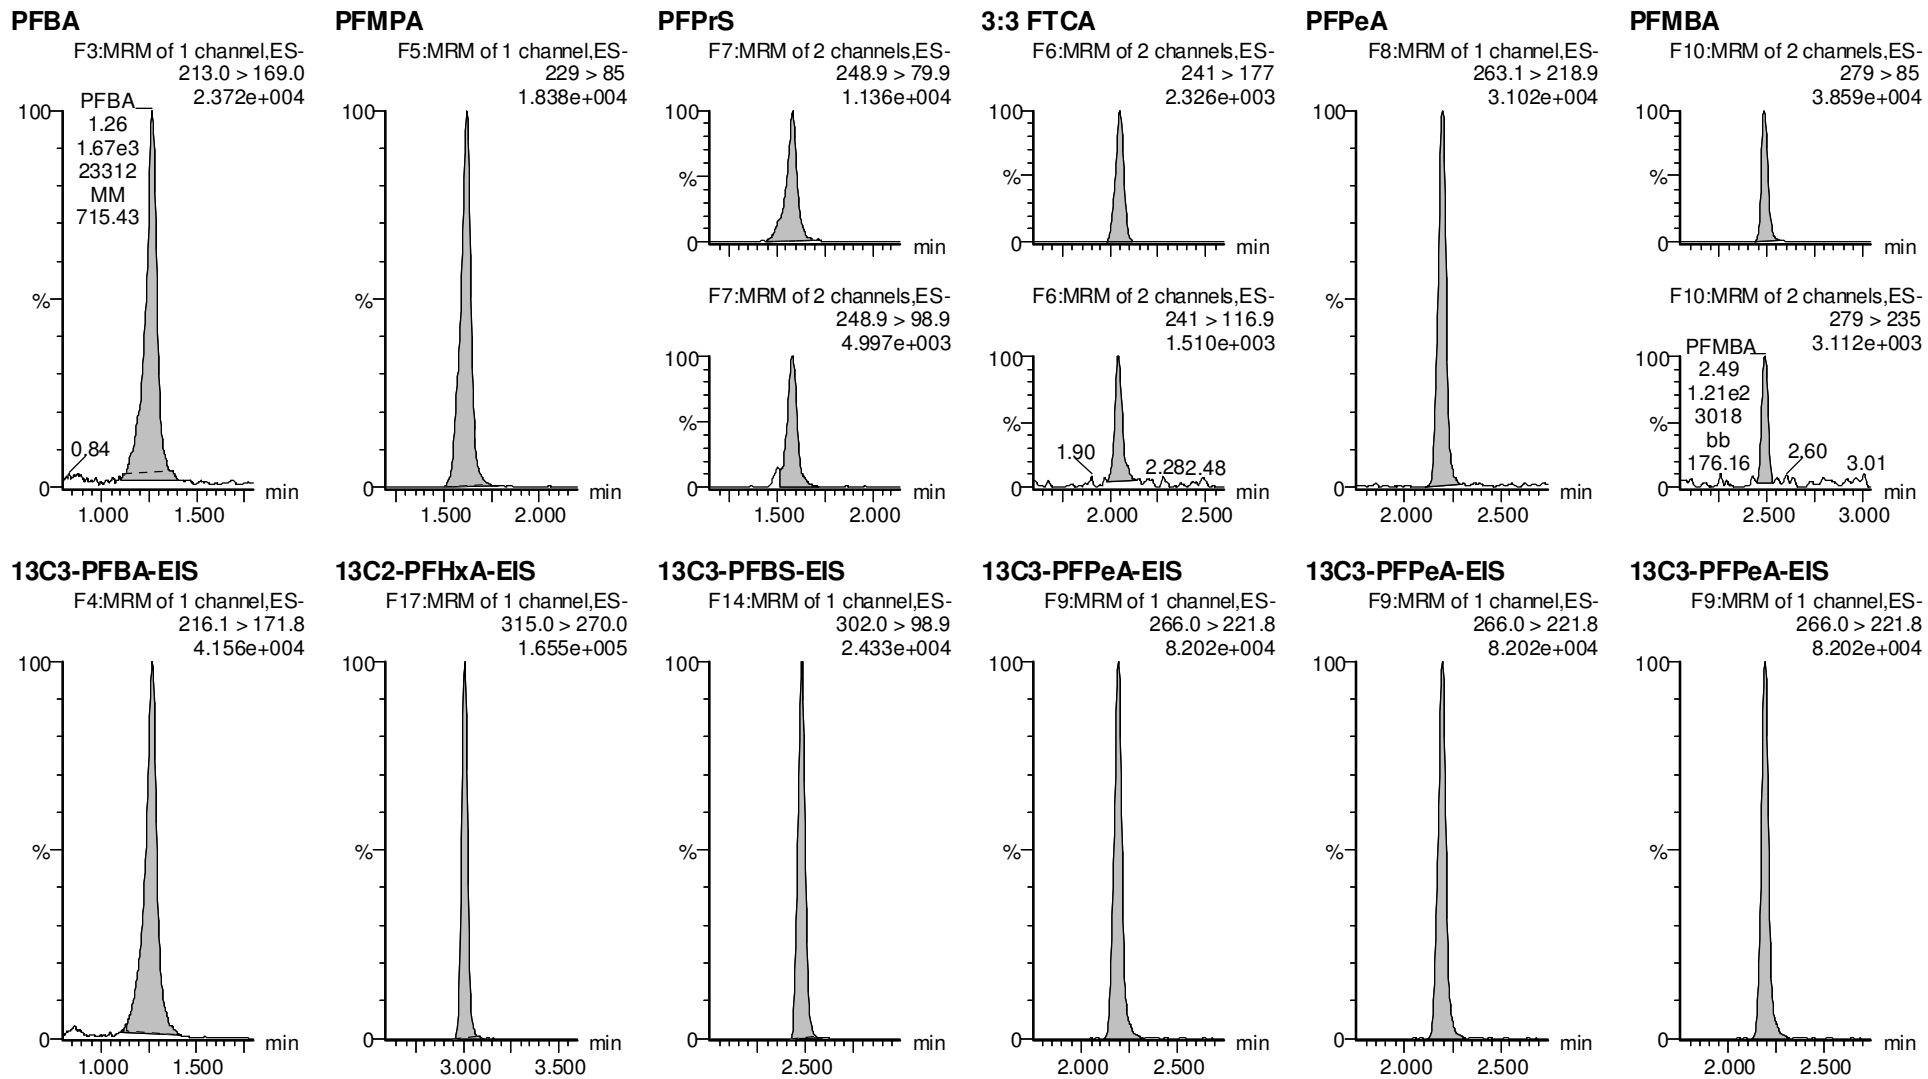 PFBA
F3:MRM of 1 channel,ES-
213.0 > 169.0
2.372e+004
PFBA
1.26
1.67e3
23312
MM
715.43
0.84
100
%
0
min
1.000 1.500
PFMPA
F5:MRM of 1 channel,ES-
229 > 85
1.838e+004
100
%
0
min
1.500 2.000
PFPrS
F7:MRM of 2 channels,ES-
248.9 > 79.9
1.136e+004
100
%
0
min
F7:MRM of 2 channels,ES-
248.9 > 98.9
4.997e+003
100
%
0
min
1.500 2.000
3:3 FTCA
F6:MRM of 2 channels,ES-
241 > 177
2.326e+003
100
%
0
min
F6:MRM of 2 channels,ES-
241 > 116.9
1.510e+003
100
%
1.90
2.28 2.48
0
min
2.000 2.500
PFPeA
F8:MRM of 1 channel,ES-
263.1 > 218.9
3.102e+004
100
%
0
min
2.000 2.500
PFMBA
F10:MRM of 2 channels,ES-
279 > 85
3.859e+004
100
%
0
min
F10:MRM of 2 channels,ES-
279 > 235
3.112e+003
PFMBA
2.49
1.21e2
3018
bb
176.16
2.60
3.01
100
%
0
min
2.500 3.000
13C3-PFBA-EIS
F4:MRM of 1 channel,ES-
216.1 > 171.8
4.156e+004
100
%
0
min
1.000 1.500
13C2-PFHxA-EIS
F17:MRM of 1 channel,ES-
315.0 > 270.0
1.655e+005
100
%
0
min
3.000 3.500
13C3-PFBS-EIS
F14:MRM of 1 channel,ES-
302.0 > 98.9
2.433e+004
100
%
0
min
2.500
13C3-PFPeA-EIS
F9:MRM of 1 channel,ES-
266.0 > 221.8
8.202e+004
100
%
0
min
2.000 2.500
13C3-PFPeA-EIS
F9:MRM of 1 channel,ES-
266.0 > 221.8
8.202e+004
100
%
0
min
2.000 2.500
13C3-PFPeA-EIS
F9:MRM of 1 channel,ES-
266.0 > 221.8
8.202e+004
100
%
0
min
2.000 2.500